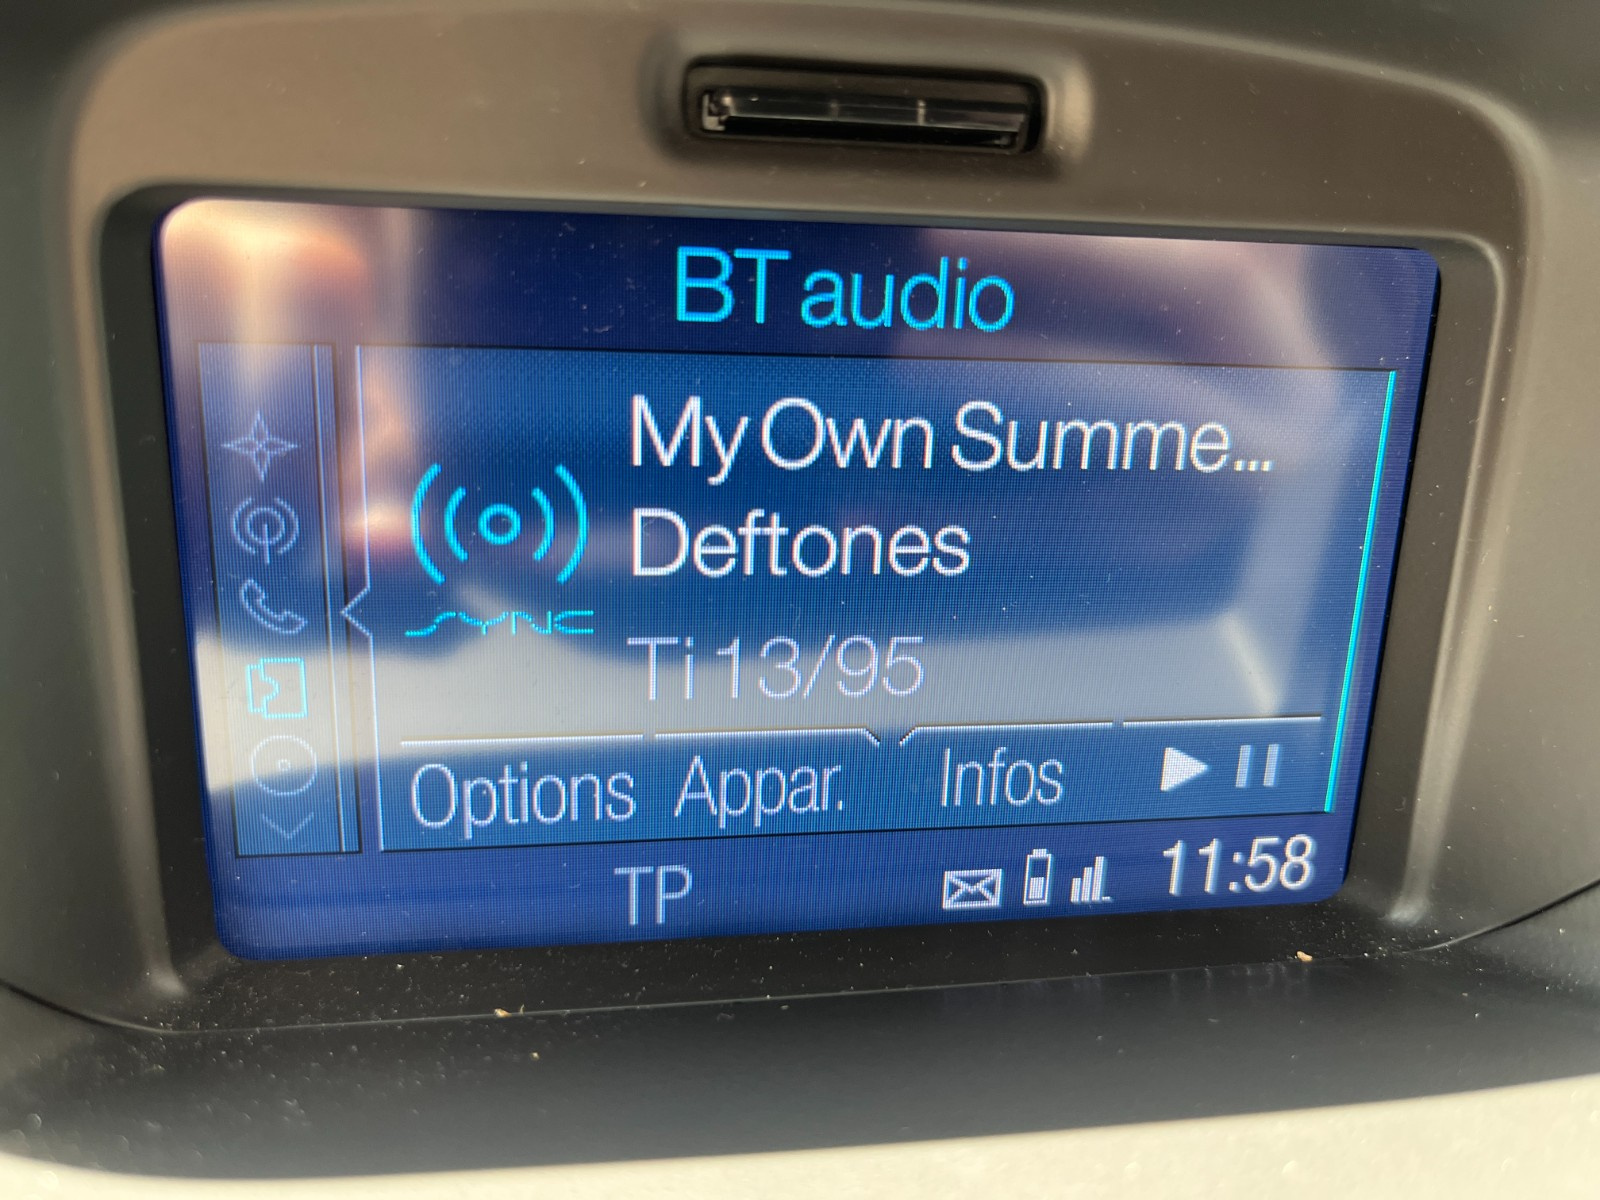 BT audio
My Own Summe...
Deftones
SYNC
Ti 13/95
Options Appar. Infos
TP 11:58